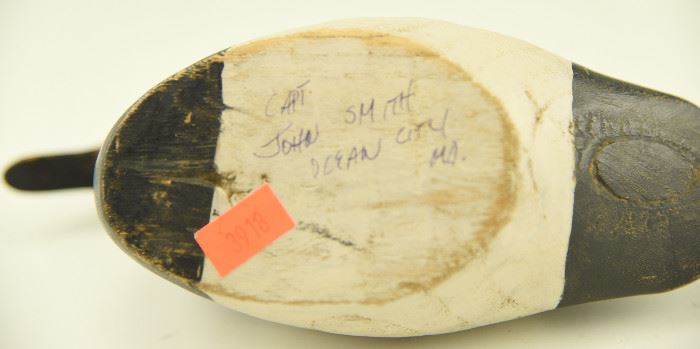 CAPT.
JOHN SMITH
OCEAN CITY
MD.
3918